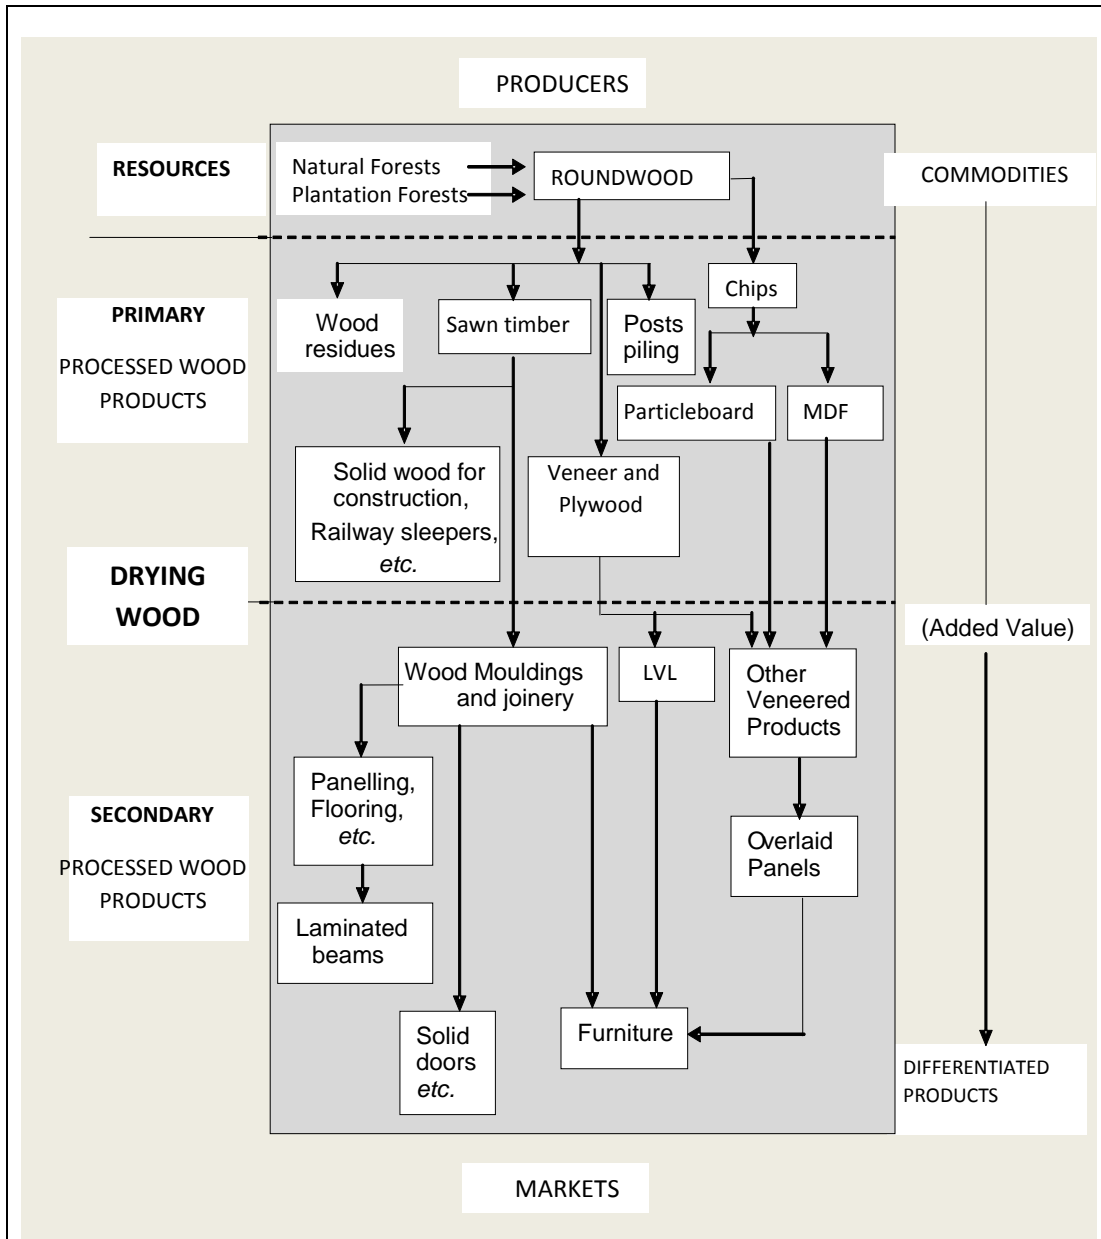 PRODUCERS
RESOURCES
Natural Forests
Plantation Forests
ROUNDWOOD
COMMODITIES
PRIMARY
PROCESSED WOOD
PRODUCTS
Wood
residues
Sawn timber
Posts
piling
Chips
Particleboard
MDF
Solid wood for
construction,
Railway sleepers,
etc.
Veneer and
Plywood
DRYING
WOOD
(Added Value)
Wood Mouldings
and joinery
LVL
Other
Veneered
Products
Panelling,
Flooring,
etc.
SECONDARY
PROCESSED WOOD
PRODUCTS
Overlaid
Panels
Laminated
beams
Solid
doors
etc.
Furniture
DIFFERENTIATED
PRODUCTS
MARKETS